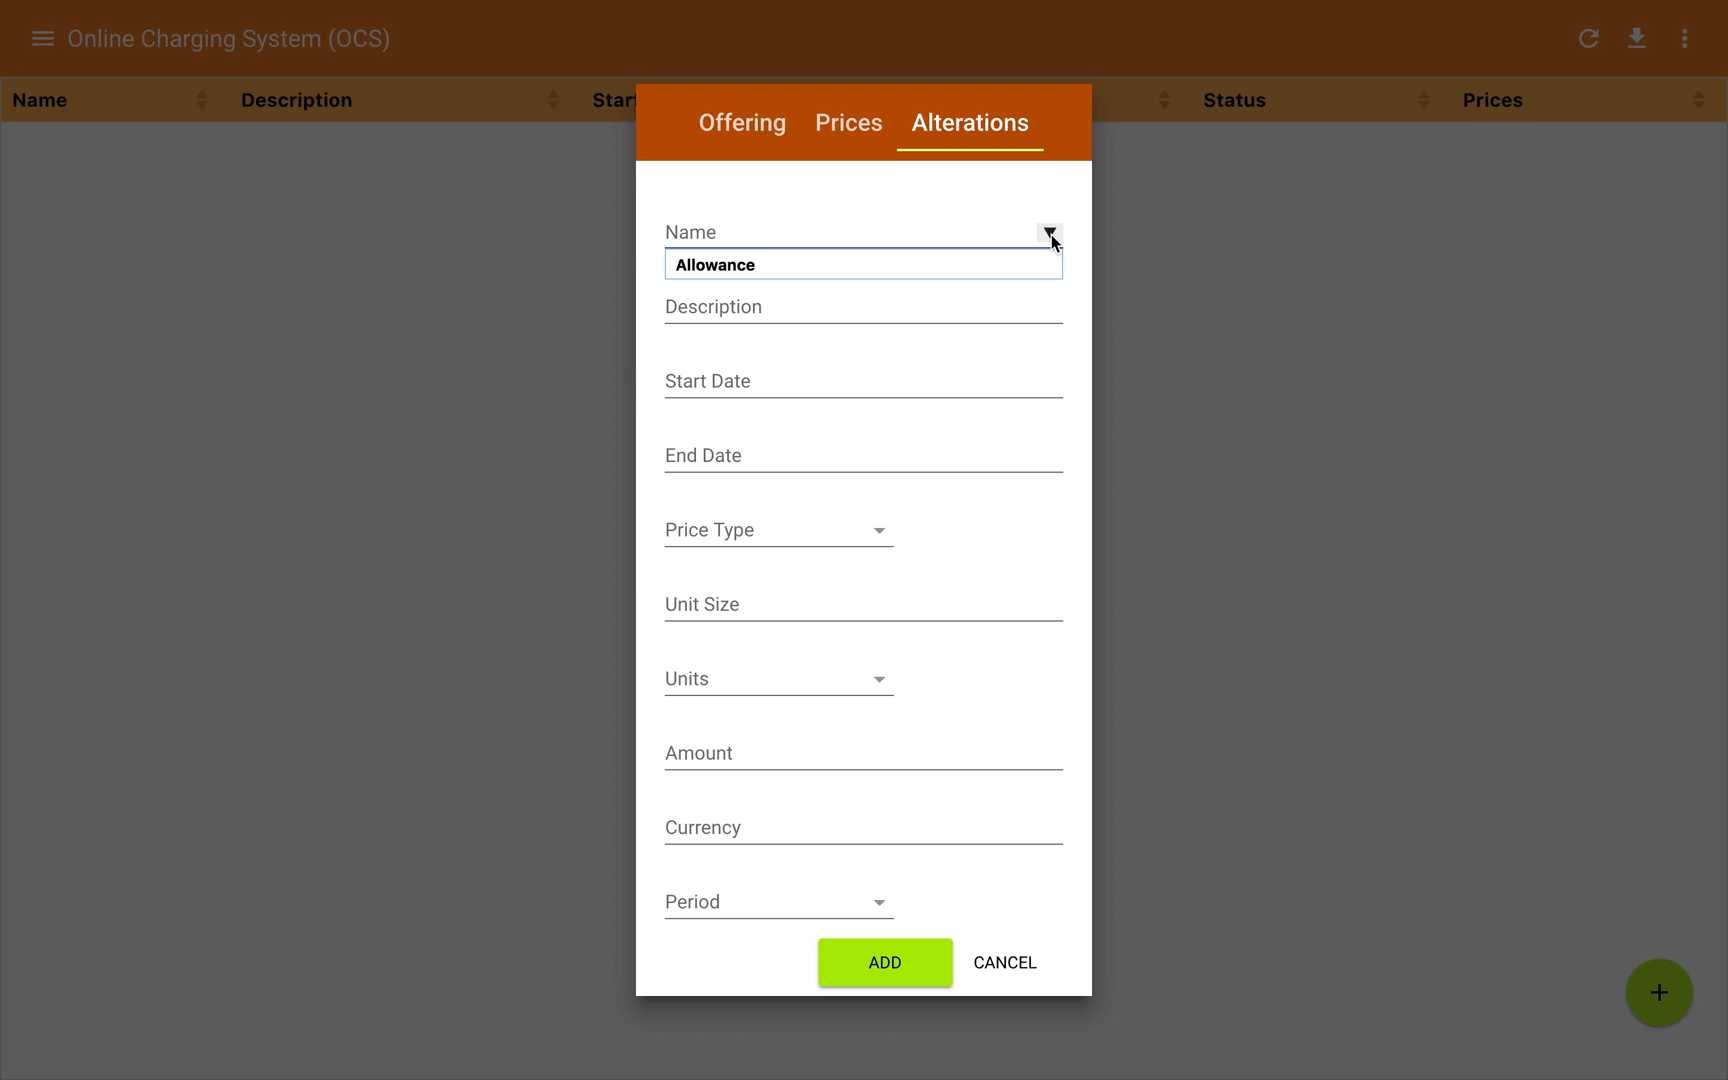 Online Charging System (OCS)
Name Description Status Prices
Offering Prices Alterations
Name
Allowance
Description
Start Date
End Date
Price Type
Unit Size
Units
Amount
Currency
Period
ADD CANCEL